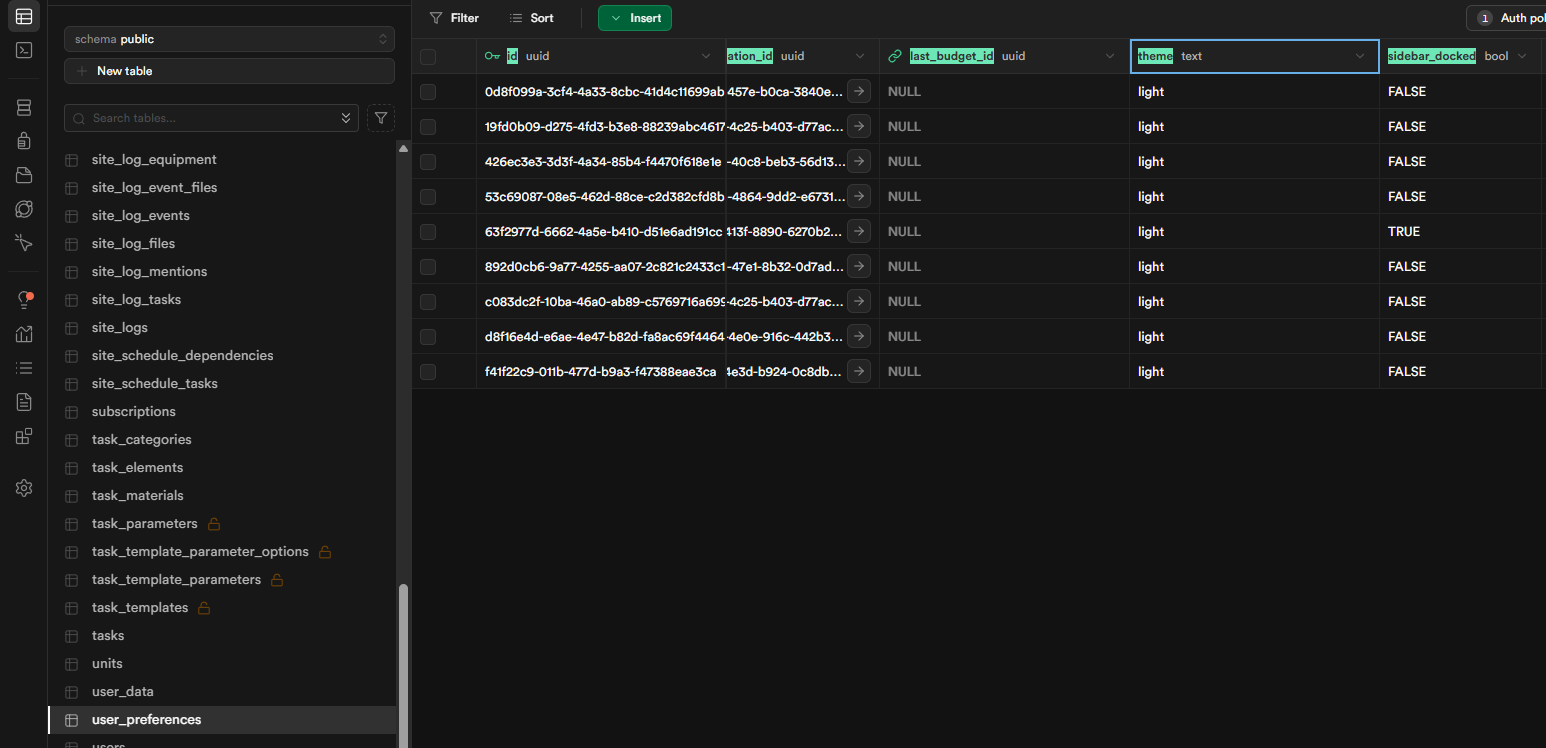 Filter Sort Insert 1 Auth pol
schema public
New table
Search tables...
site_log_equipment
site_log_event_files
site_log_events
site_log_files
site_log_mentions
site_log_tasks
site_logs
site_schedule_dependencies
site_schedule_tasks
subscriptions
task_categories
task_elements
task_materials
task_parameters
task_template_parameter_options
task_template_parameters
task_templates
tasks
units
user_data
user_preferences
users
id uuid ation_id uuid last_budget_id uuid theme text sidebar_docked bool
0d8f099a-3cf4-4a33-8cbc-41d4c11699ab 457e-b0ca-3840e... NULL light FALSE
19fd0b09-d275-4fd3-b3e8-88239abc4617 -4c25-b403-d77ac... NULL light FALSE
426ec3e3-3d3f-4a34-85b4-f4470f618e1e -40c8-beb3-56d13... NULL light FALSE
53c69087-08e5-462d-88ce-c2d382cfd8b -4864-9dd2-e6731... NULL light FALSE
63f2977d-6662-4a5e-b410-d51e6ad191cc 413f-8890-6270b2... NULL light TRUE
892d0cb6-9a77-4255-aa07-2c821c2433c1 -47e1-8b32-0d7ad... NULL light FALSE
c083dc2f-10ba-46a0-ab89-c5769716a699 -4c25-b403-d77ac... NULL light FALSE
d8f16e4d-e6ae-4e47-b82d-fa8ac69f4464 -4e0e-916c-442b3... NULL light FALSE
f41f22c9-011b-477d-b9a3-f47388eae3ca 4e3d-b924-0c8db... NULL light FALSE